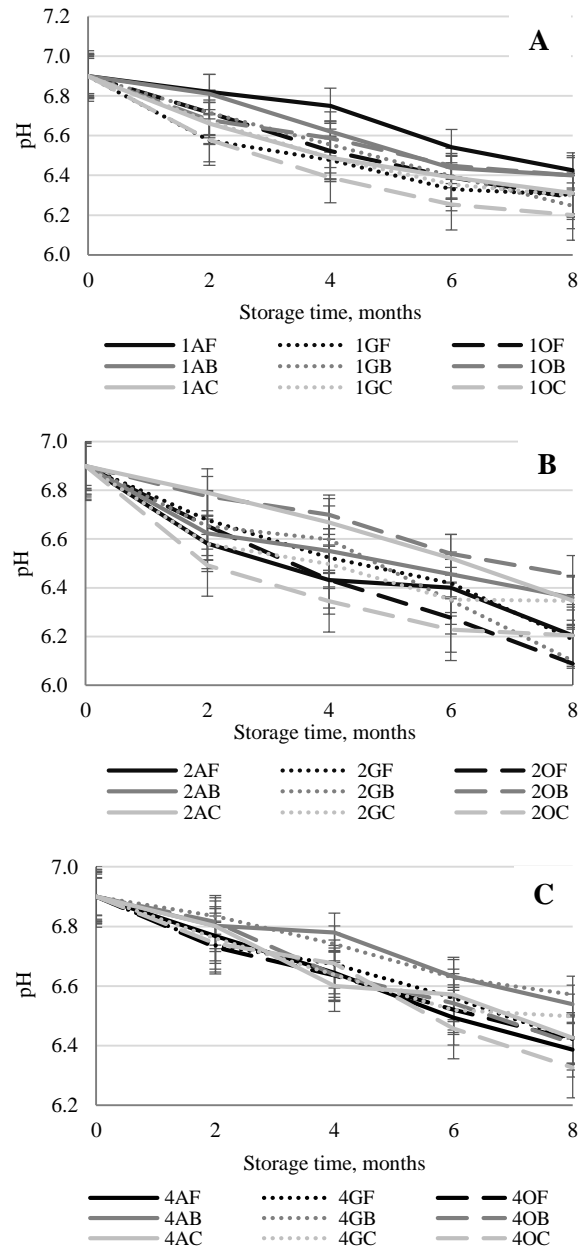 A
7.2
7.0
6.8
6.6
6.4
6.2
6.0
pH
0 2 4 6 8
Storage time, months
1AF 1GF 1OF
1AB 1GB 1OB
1AC 1GC 1OC
B
7.0
6.8
6.6
6.4
6.2
6.0
pH
0 2 4 6 8
Storage time, months
2AF 2GF 2OF
2AB 2GB 2OB
2AC 2GC 2OC
C
7.0
6.8
6.6
6.4
6.2
pH
0 2 4 6 8
Storage time, months
4AF 4GF 4OF
4AB 4GB 4OB
4AC 4GC 4OC